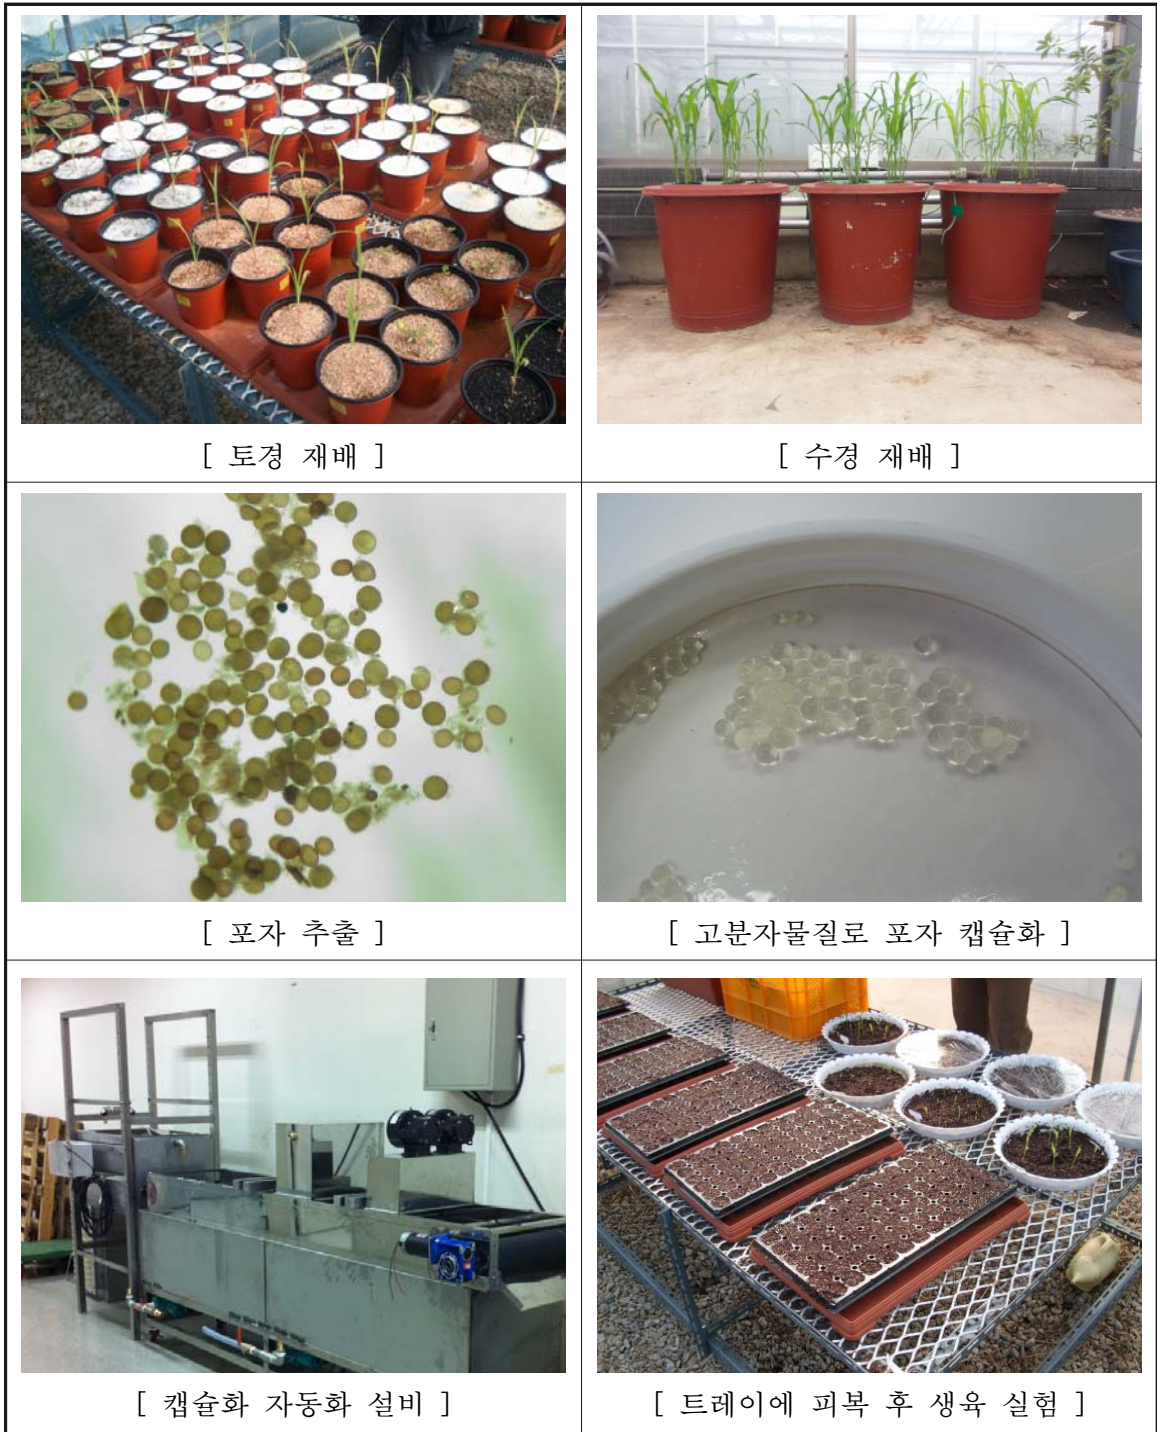 [ 토경 재배 ]
[ 수경 재배 ]
[ 포자 추출 ]
[ 고분자물질로 포자 캡슐화 ]
[ 캡슐화 자동화 설비 ]
[ 트레이에 피복 후 생육 실험 ]